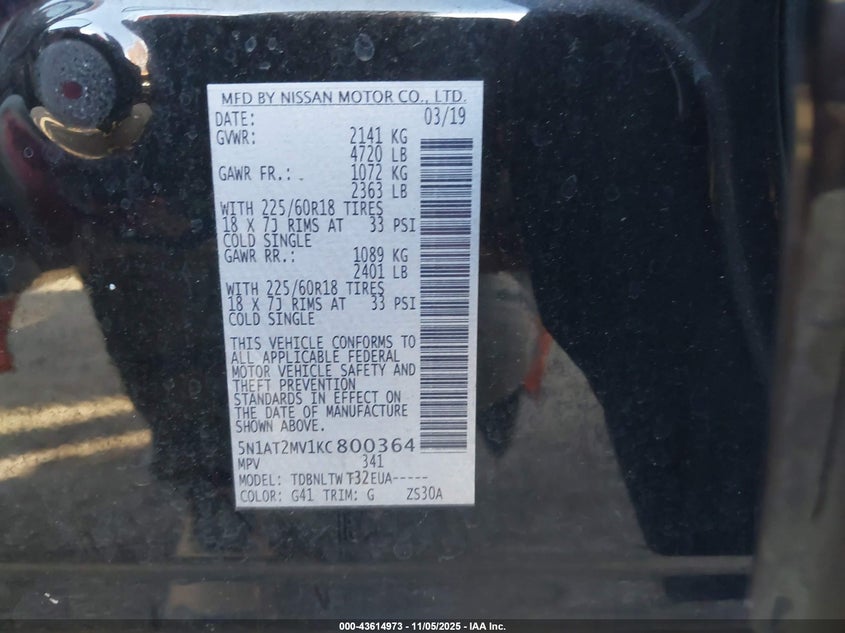 MFD BY NISSAN MOTOR CO., LTD.
DATE: 03/19
GVWR: 2141 KG
4720 LB
GAWR FR.: 1072 KG
2363 LB
WITH 225/60R18 TIRES
18 X 7J RIMS AT 33 PSI
COLD SINGLE
GAWR RR.: 1089 KG
2401 LB
WITH 225/60R18 TIRES
18 X 7J RIMS AT 33 PSI
COLD SINGLE
THIS VEHICLE CONFORMS TO
ALL APPLICABLE FEDERAL
MOTOR VEHICLE SAFETY AND
THEFT PREVENTION
STANDARDS IN EFFECT ON
THE DATE OF MANUFACTURE
SHOWN ABOVE.
5N1AT2MV1KC800364
MPV 341
MODEL: TDBNLTWT32EUA-----
COLOR: G41 TRIM: G ZS30A
000-43614973 - 11/05/2025 - IAA Inc.